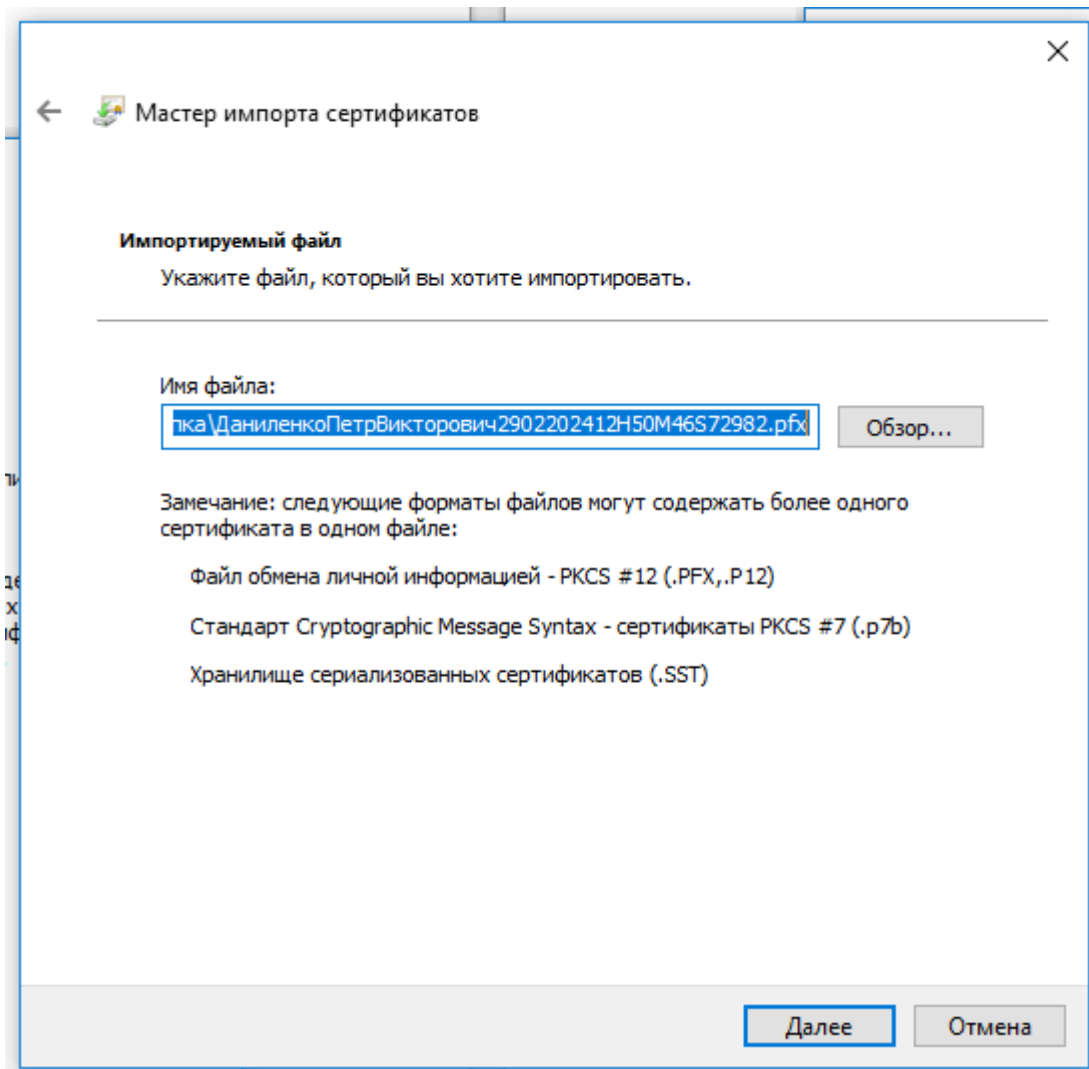 Мастер импорта сертификатов
Импортируемый файл
Укажите файл, который вы хотите импортировать.
Имя файла:
пка\ДаниленкоПетрВикторович2902202412H50M46S72982.pfx
Обзор...
Замечание: следующие форматы файлов могут содержать более одного
сертификата в одном файле:
Файл обмена личной информацией - PKCS #12 (.PFX,.P12)
Стандарт Cryptographic Message Syntax - сертификаты PKCS #7 (.p7b)
Хранилище сериализованных сертификатов (.SST)
Далее
Отмена